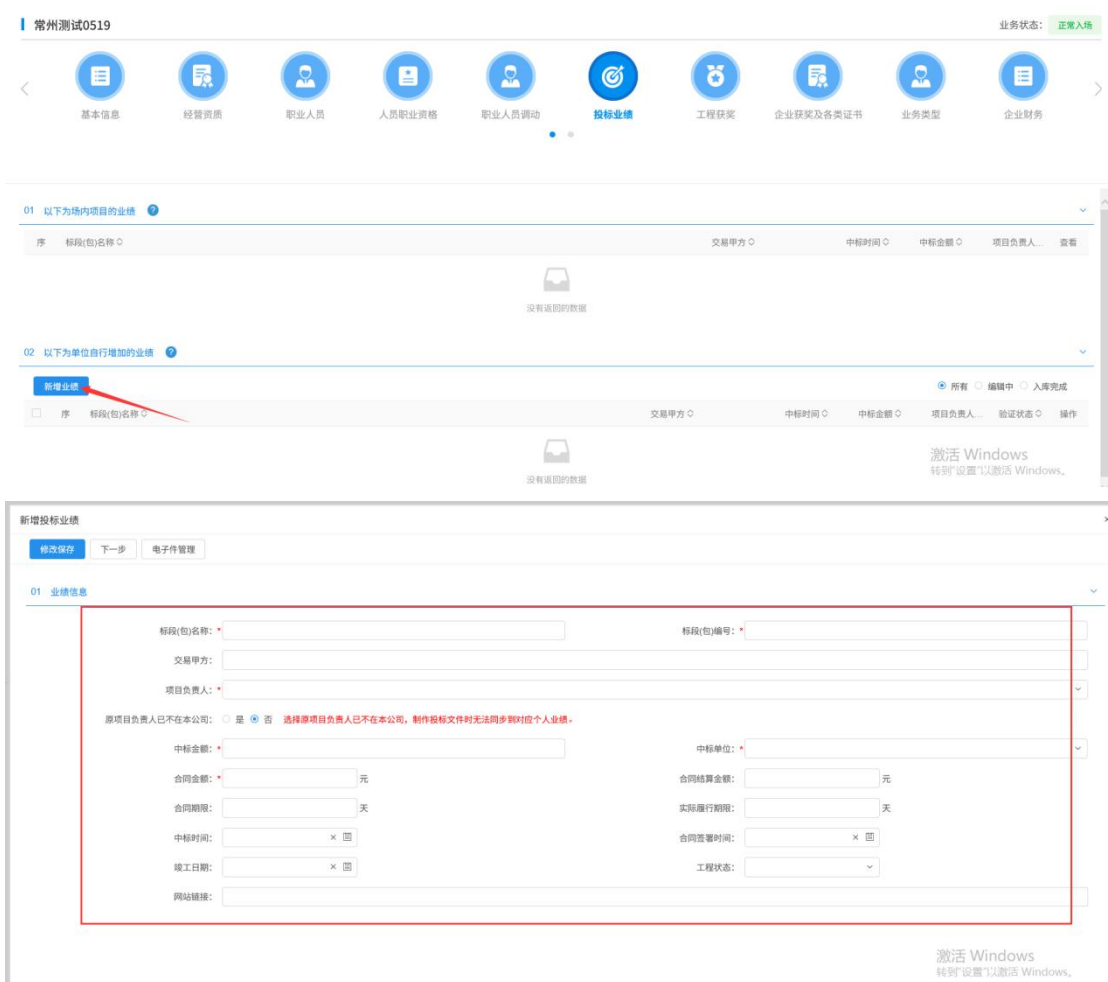 常州测试0519 业务状态： 正常入场
基本信息 经营资质 职业人员 人员职业资格 职业人员调动 投标业绩 工程获奖 企业获奖及各类证书 业务类型 企业财务
01 以下为场内项目的业绩 ?
序 标段(包)名称 交易甲方 中标时间 中标金额 项目负责人... 查看
没有返回的数据
02 以下为单位自行增加的业绩 ?
新增业绩 所有 编辑中 入库完成
序 标段(包)名称 交易甲方 中标时间 中标金额 项目负责人... 验证状态 操作
没有返回的数据
激活 Windows
转到"设置"以激活 Windows。
新增投标业绩
修改保存 下一步 电子件管理
01 业绩信息
标段(包)名称：* 标段(包)编号：*
交易甲方：
项目负责人：*
原项目负责人已不在本公司： 是 否 选择原项目负责人已不在本公司，制作投标文件时无法同步到对应个人业绩。
中标金额：* 中标单位：*
合同金额：* 元 合同结算金额： 元
合同期限： 天 实际履行期限： 天
中标时间： 合同签署时间：
竣工日期： 工程状态：
网站链接：
激活 Windows
转到"设置"以激活 Windows。